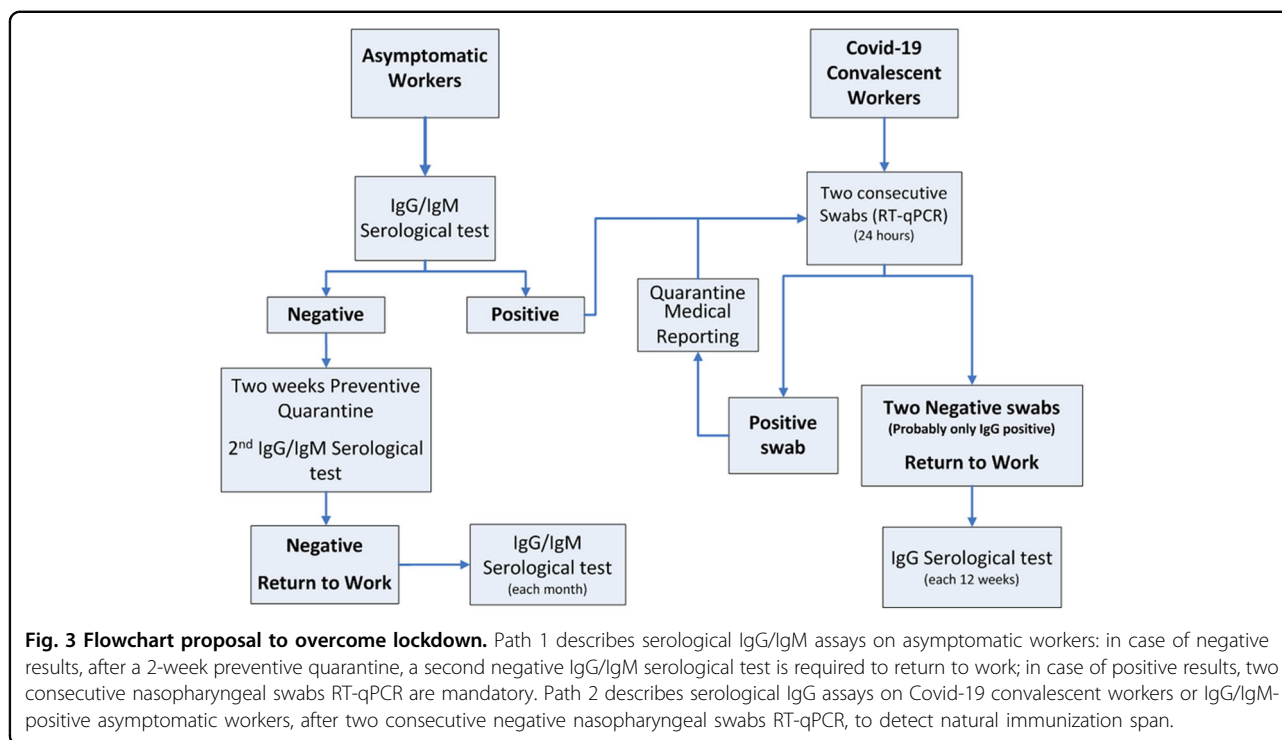 Asymptomatic
Workers
Covid-19
Convalescent
Workers
IgG/IgM
Serological test
Two consecutive
Swabs (RT-qPCR)
(24 hours)
Negative
Positive
Quarantine
Medical
Reporting
Two weeks Preventive
Quarantine
2nd IgG/IgM Serological
test
Positive
swab
Two Negative swabs
(Probably only IgG positive)
Return to Work
Negative
Return to Work
IgG/IgM
Serological test
(each month)
IgG Serological test
(each 12 weeks)
Fig. 3 Flowchart proposal to overcome lockdown. Path 1 describes serological IgG/IgM assays on asymptomatic workers: in case of negative
results, after a 2-week preventive quarantine, a second negative IgG/IgM serological test is required to return to work; in case of positive results, two
consecutive nasopharyngeal swabs RT-qPCR are mandatory. Path 2 describes serological IgG assays on Covid-19 convalescent workers or IgG/IgM-
positive asymptomatic workers, after two consecutive negative nasopharyngeal swabs RT-qPCR, to detect natural immunization span.